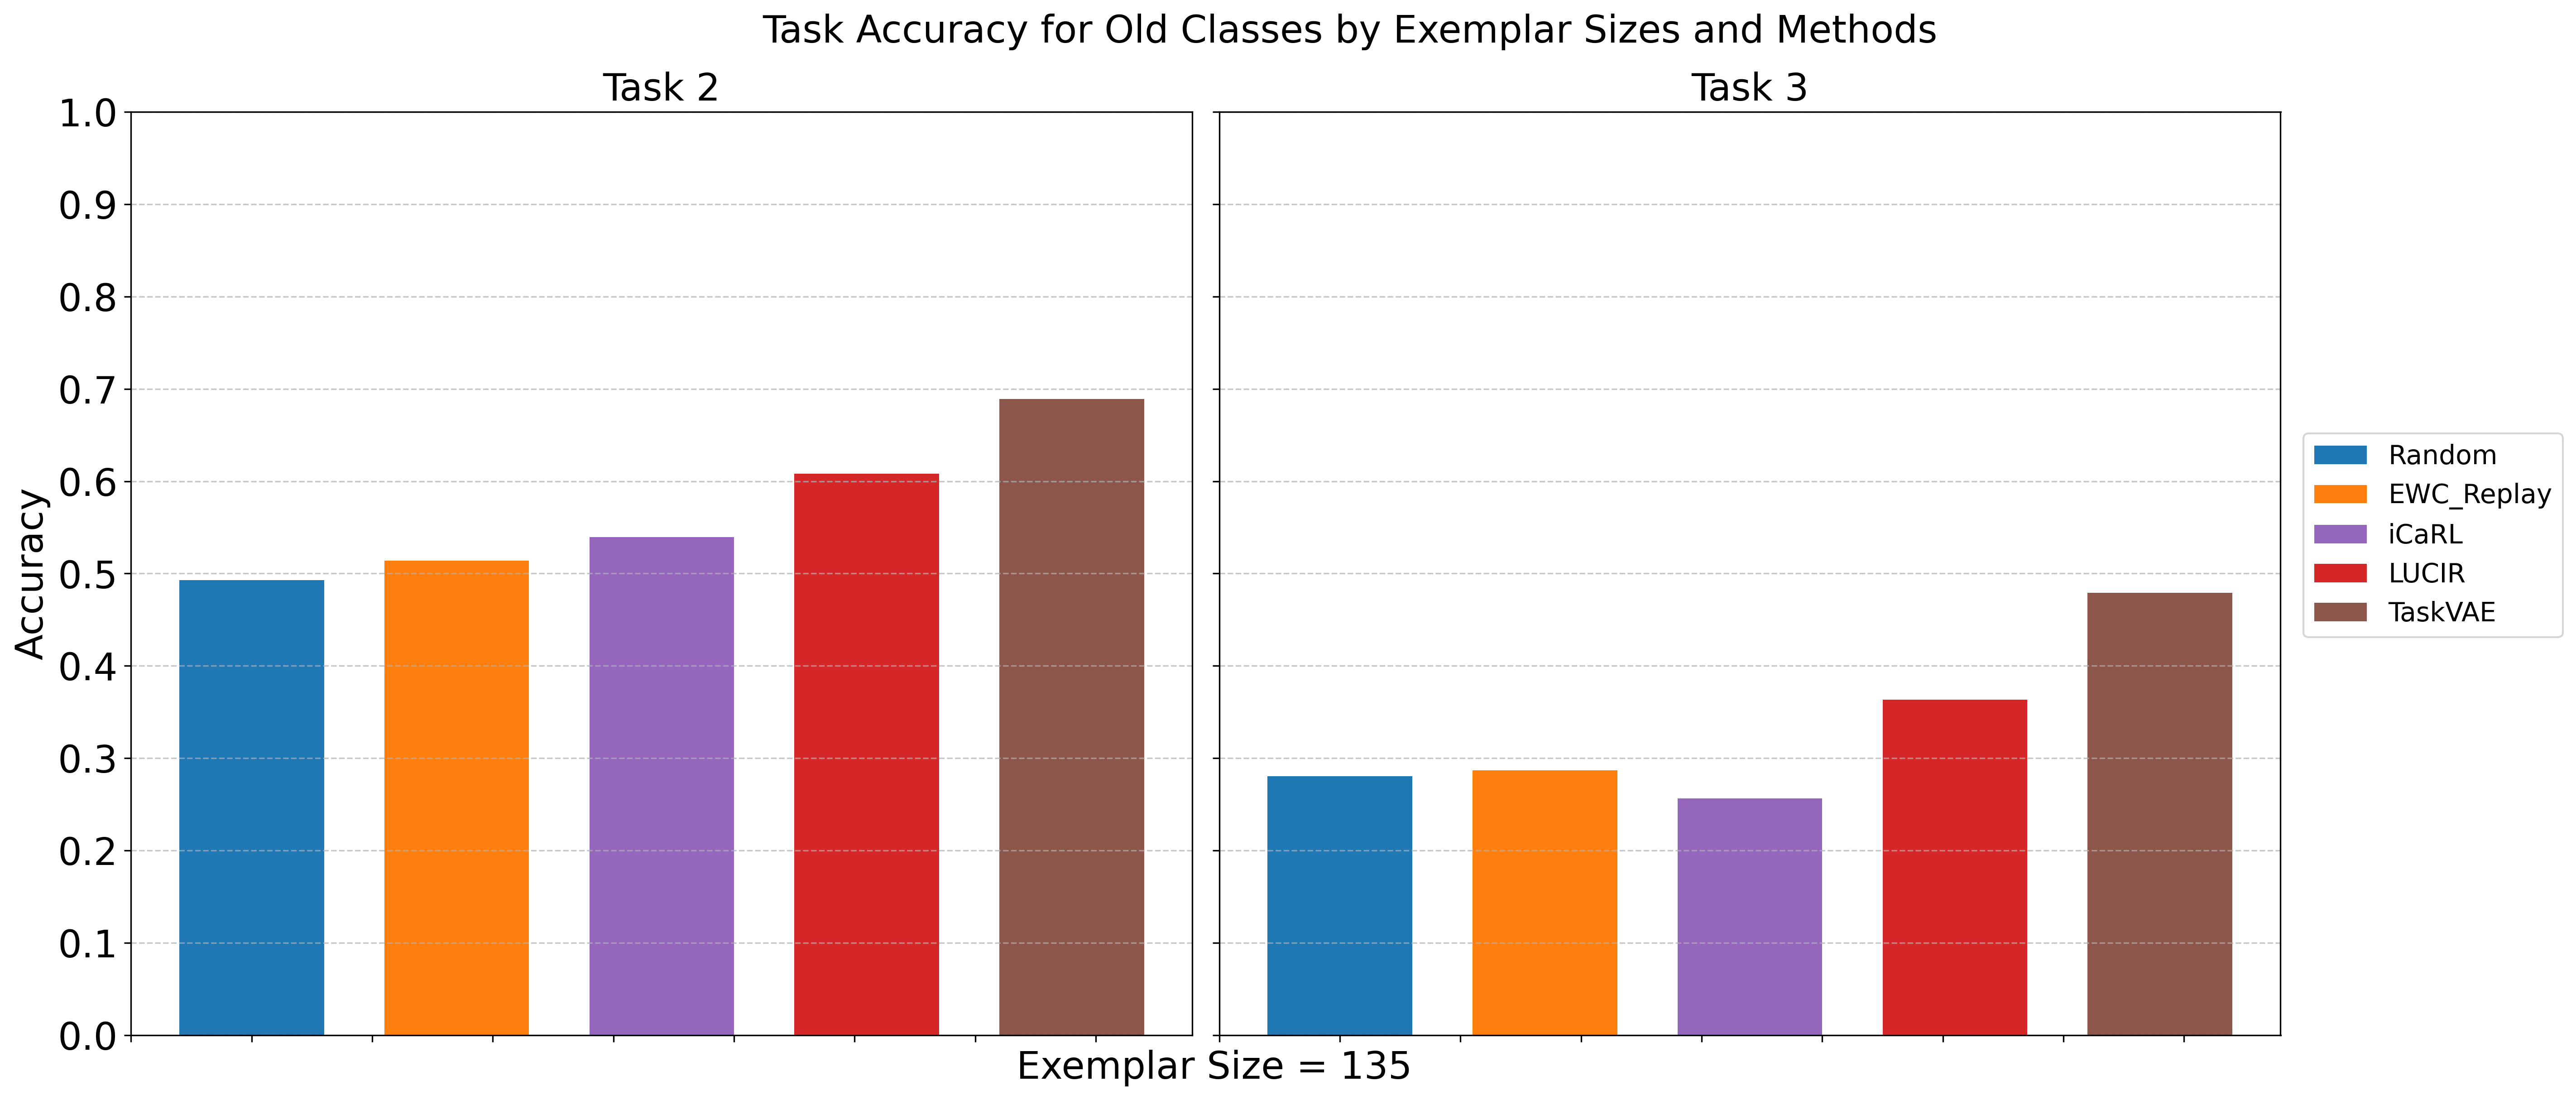 Task Accuracy for Old Classes by Exemplar Sizes and Methods
Task 2
Task 3
1.0
0.9
0.8
0.7
0.6
0.5
0.4
0.3
0.2
0.1
0.0
Accuracy
Exemplar Size = 135
Random
EWC_Replay
iCaRL
LUCIR
TaskVAE